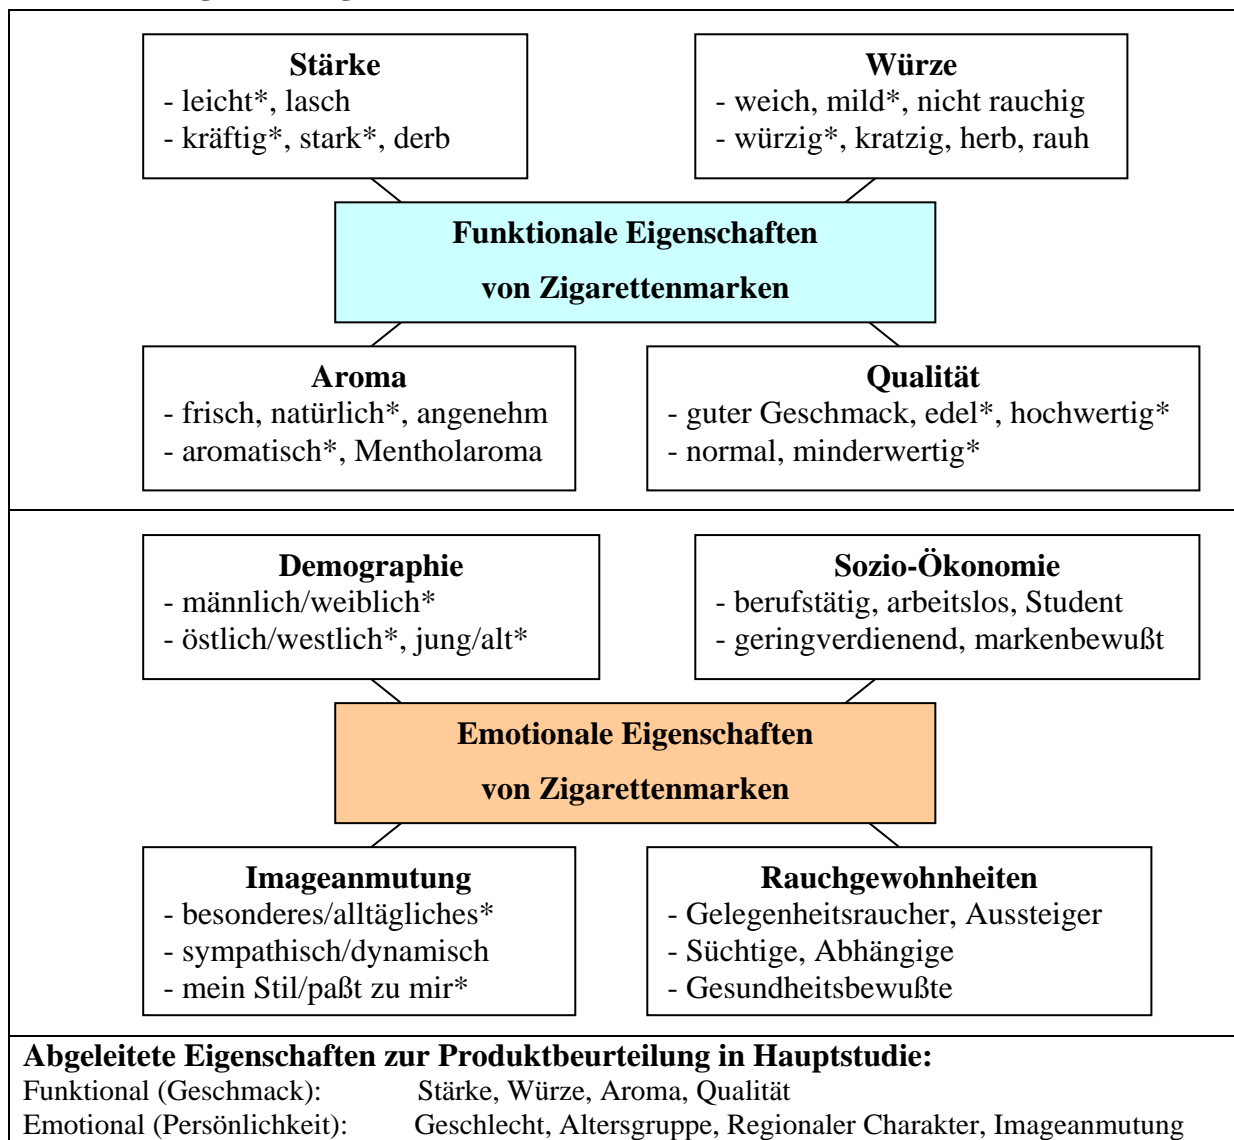 Stärke
- leicht*, lasch
- kräftig*, stark*, derb
Würze
- weich, mild*, nicht rauchig
- würzig*, kratzig, herb, rauh
Funktionale Eigenschaften
von Zigarettenmarken
Aroma
- frisch, natürlich*, angenehm
- aromatisch*, Mentholaroma
Qualität
- guter Geschmack, edel*, hochwertig*
- normal, minderwertig*
Demographie
- männlich/weiblich*
- östlich/westlich*, jung/alt*
Sozio-Ökonomie
- berufstätig, arbeitslos, Student
- geringverdienend, markenbewußt
Emotionale Eigenschaften
von Zigarettenmarken
Imageanmutung
- besonderes/alltägliches*
- sympathisch/dynamisch
- mein Stil/paßt zu mir*
Rauchgewohnheiten
- Gelegenheitsraucher, Aussteiger
- Süchtige, Abhängige
- Gesundheitsbewußte
Abgeleitete Eigenschaften zur Produktbeurteilung in Hauptstudie:
Funktional (Geschmack): Stärke, Würze, Aroma, Qualität
Emotional (Persönlichkeit): Geschlecht, Altersgruppe, Regionaler Charakter, Imageanmutung